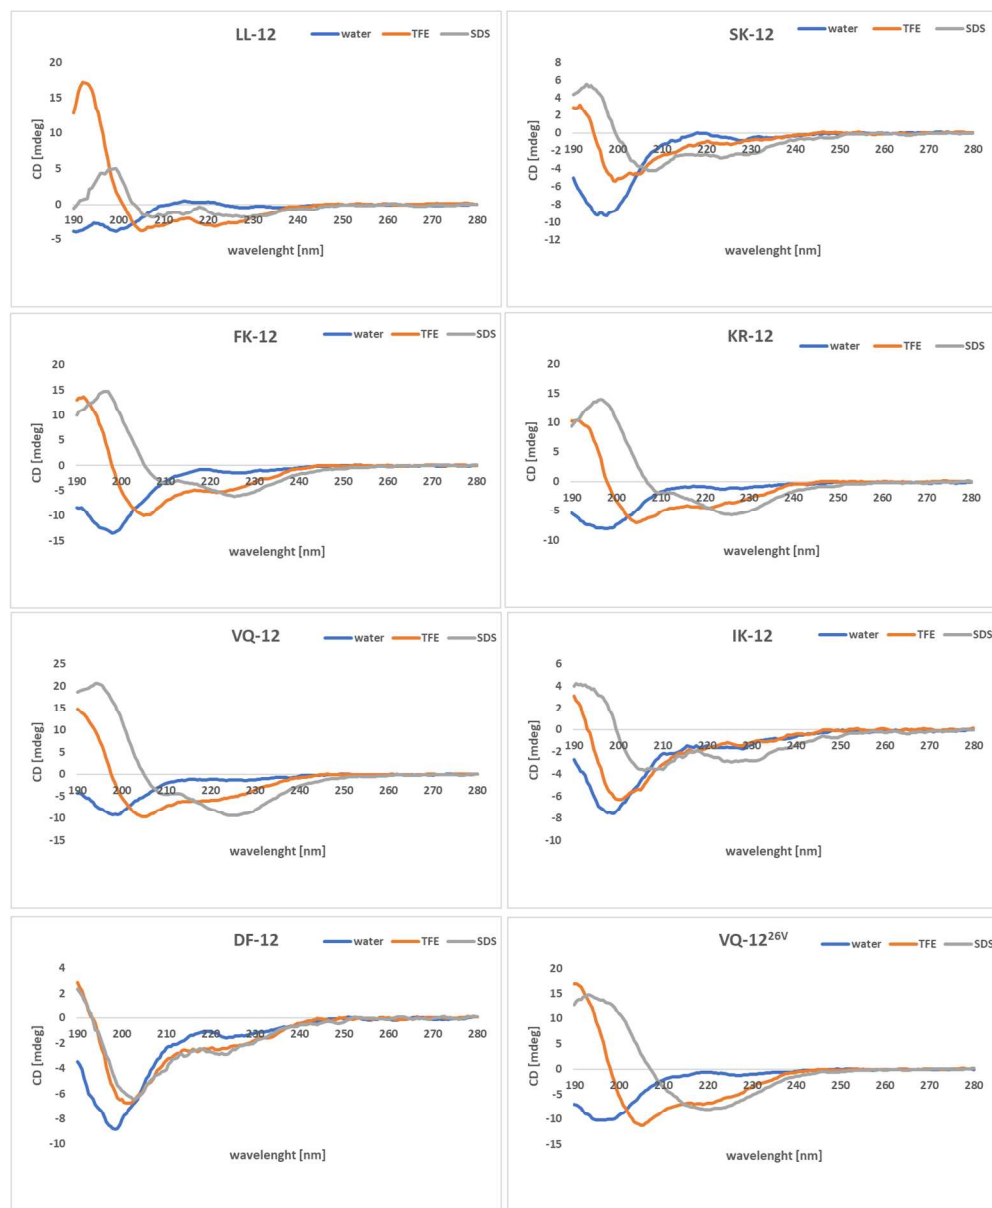 LL-12 water TFE SDS
20
15
10
5
0
-5
190 200 210 220 230 240 250 260 270 280
CD [mdeg]
wavelenght [nm]
SK-12 water TFE SDS
8
6
4
2
0
-2
-4
-6
-8
-10
-12
190 200 210 220 230 240 250 260 270 280
CD [mdeg]
wavelenght [nm]
FK-12 water TFE SDS
20
15
10
5
0
-5
-10
-15
190 200 210 220 230 240 250 260 270 280
CD [mdeg]
wavelenght [nm]
KR-12 water TFE SDS
20
15
10
5
0
-5
-10
190 200 210 220 230 240 250 260 270 280
CD [mdeg]
wavelenght [nm]
VQ-12 water TFE SDS
25
20
15
10
5
0
-5
-10
-15
190 200 210 220 230 240 250 260 270 280
CD [mdeg]
wavelenght [nm]
IK-12 water TFE SDS
6
4
2
0
-2
-4
-6
-8
-10
190 200 210 220 230 240 250 260 270 280
CD [mdeg]
wavelenght [nm]
DF-12 water TFE SDS
4
2
0
-2
-4
-6
-8
-10
190 200 210 220 230 240 250 260 270 280
CD [mdeg]
wavelenght [nm]
VQ-12²⁶ⱽ water TFE SDS
20
15
10
5
0
-5
-10
-15
190 200 210 220 230 240 250 260 270 280
CD [mdeg]
wavelenght [nm]